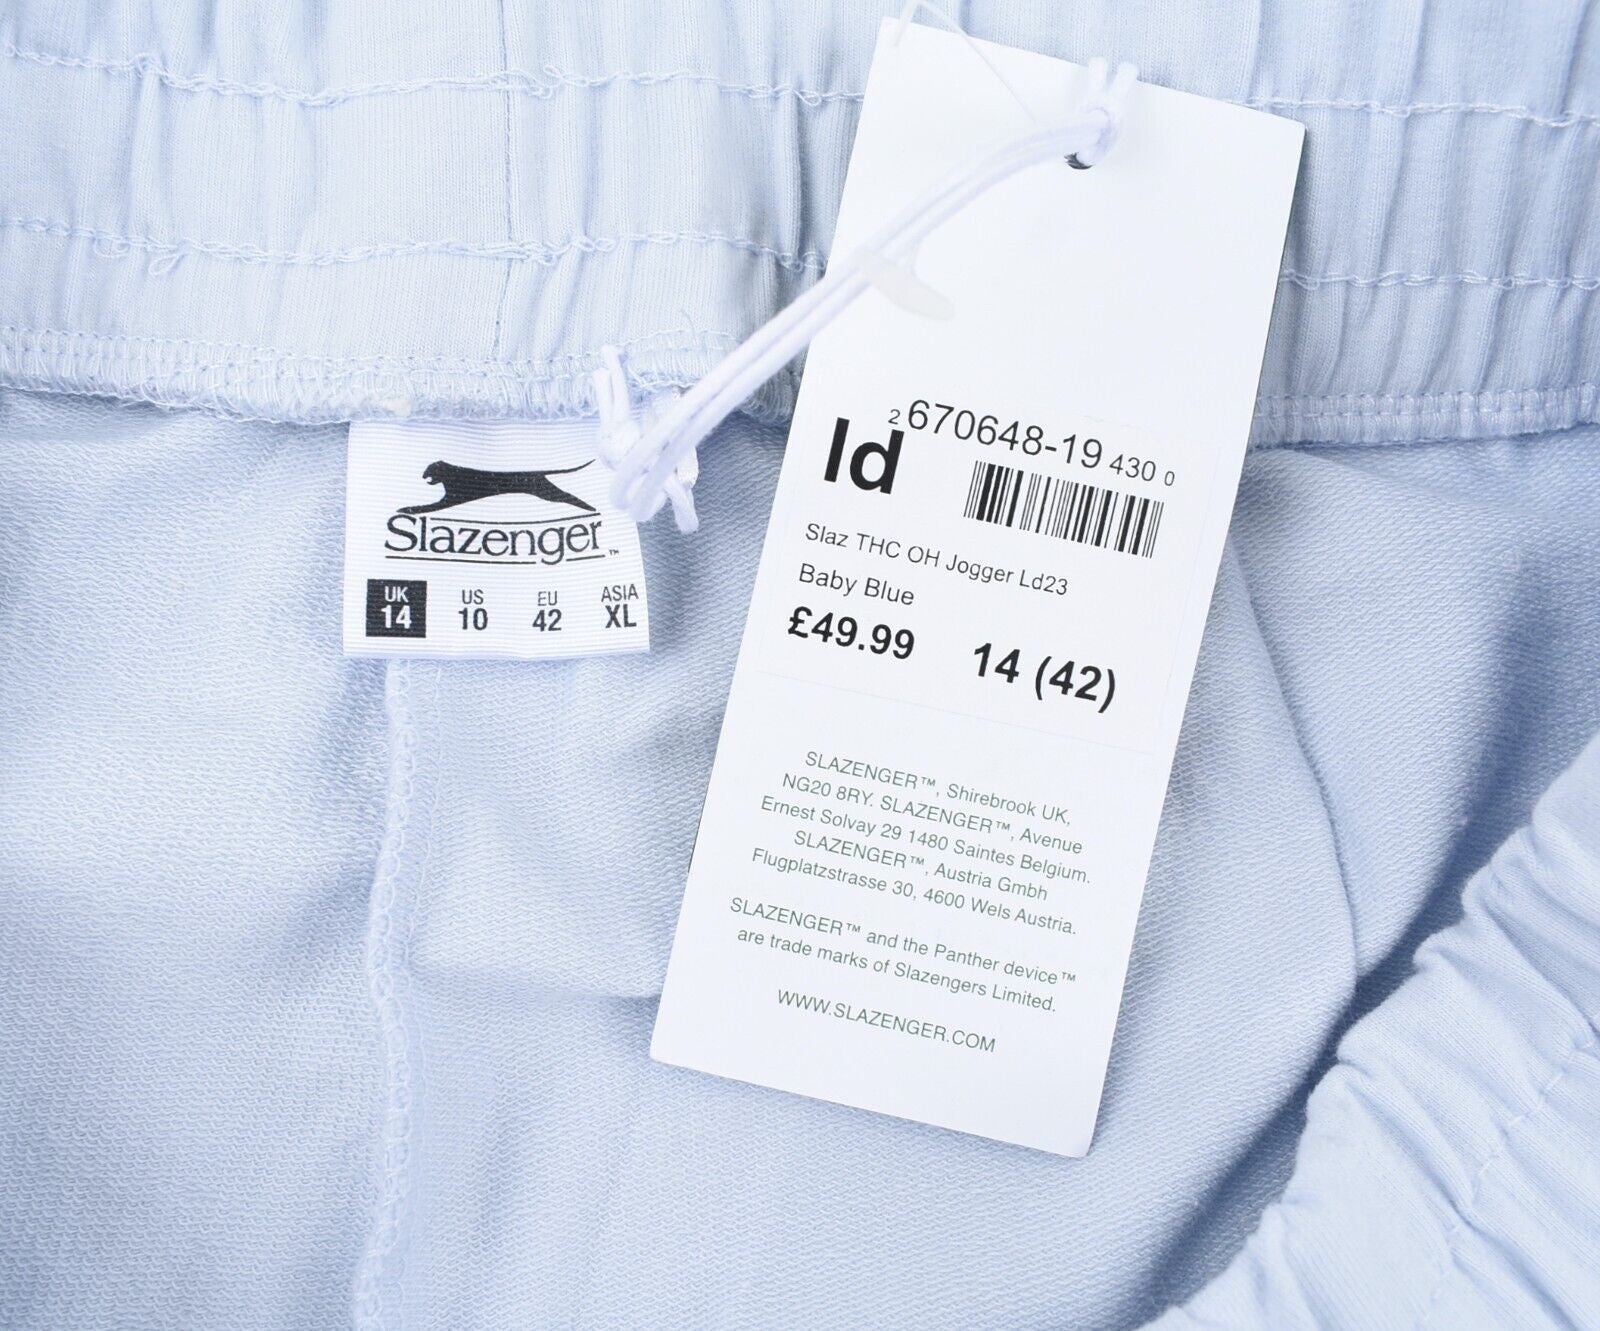 Slazenger™
UK US EU ASIA
14 10 42 XL
2 670648-19 430 0
ld
Slaz THC OH Jogger Ld23
Baby Blue
£49.99 14 (42)
SLAZENGER™, Shirebrook UK,
NG20 8RY. SLAZENGER™, Avenue
Ernest Solvay 29 1480 Saintes Belgium.
SLAZENGER™, Austria Gmbh
Flugplatzstrasse 30, 4600 Wels Austria.
SLAZENGER™ and the Panther device™
are trade marks of Slazengers Limited.
WWW.SLAZENGER.COM